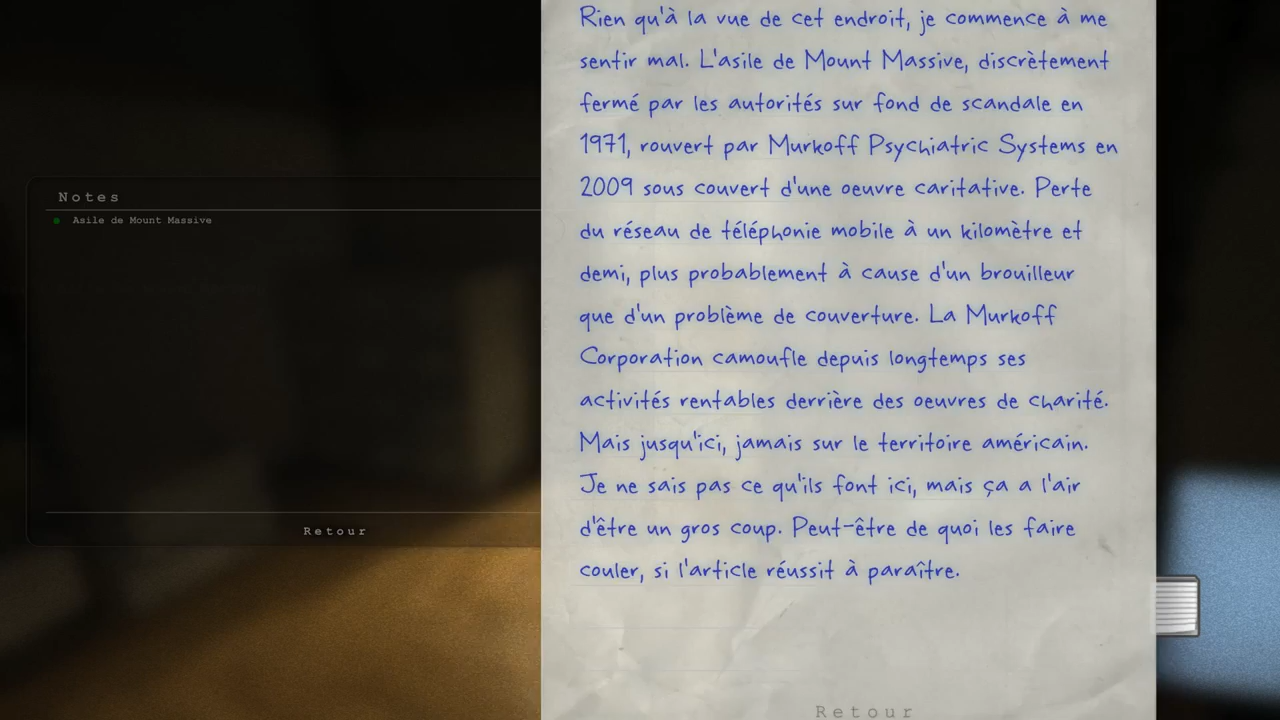 Notes
Asile de Mount Massive
Retour
Rien qu'à la vue de cet endroit, je commence à me
sentir mal. L'asile de Mount Massive, discrètement
fermé par les autorités sur fond de scandale en
1971, rouvert par Murkoff Psychiatric Systems en
2009 sous couvert d'une oeuvre caritative. Perte
du réseau de téléphonie mobile à un kilomètre et
demi, plus probablement à cause d'un brouilleur
que d'un problème de couverture. La Murkoff
Corporation camoufle depuis longtemps ses
activités rentables derrière des oeuvres de charité.
Mais jusqu'ici, jamais sur le territoire américain.
Je ne sais pas ce qu'ils font ici, mais ça a l'air
d'être un gros coup. Peut-être de quoi les faire
couler, si l'article réussit à paraître.
Retour